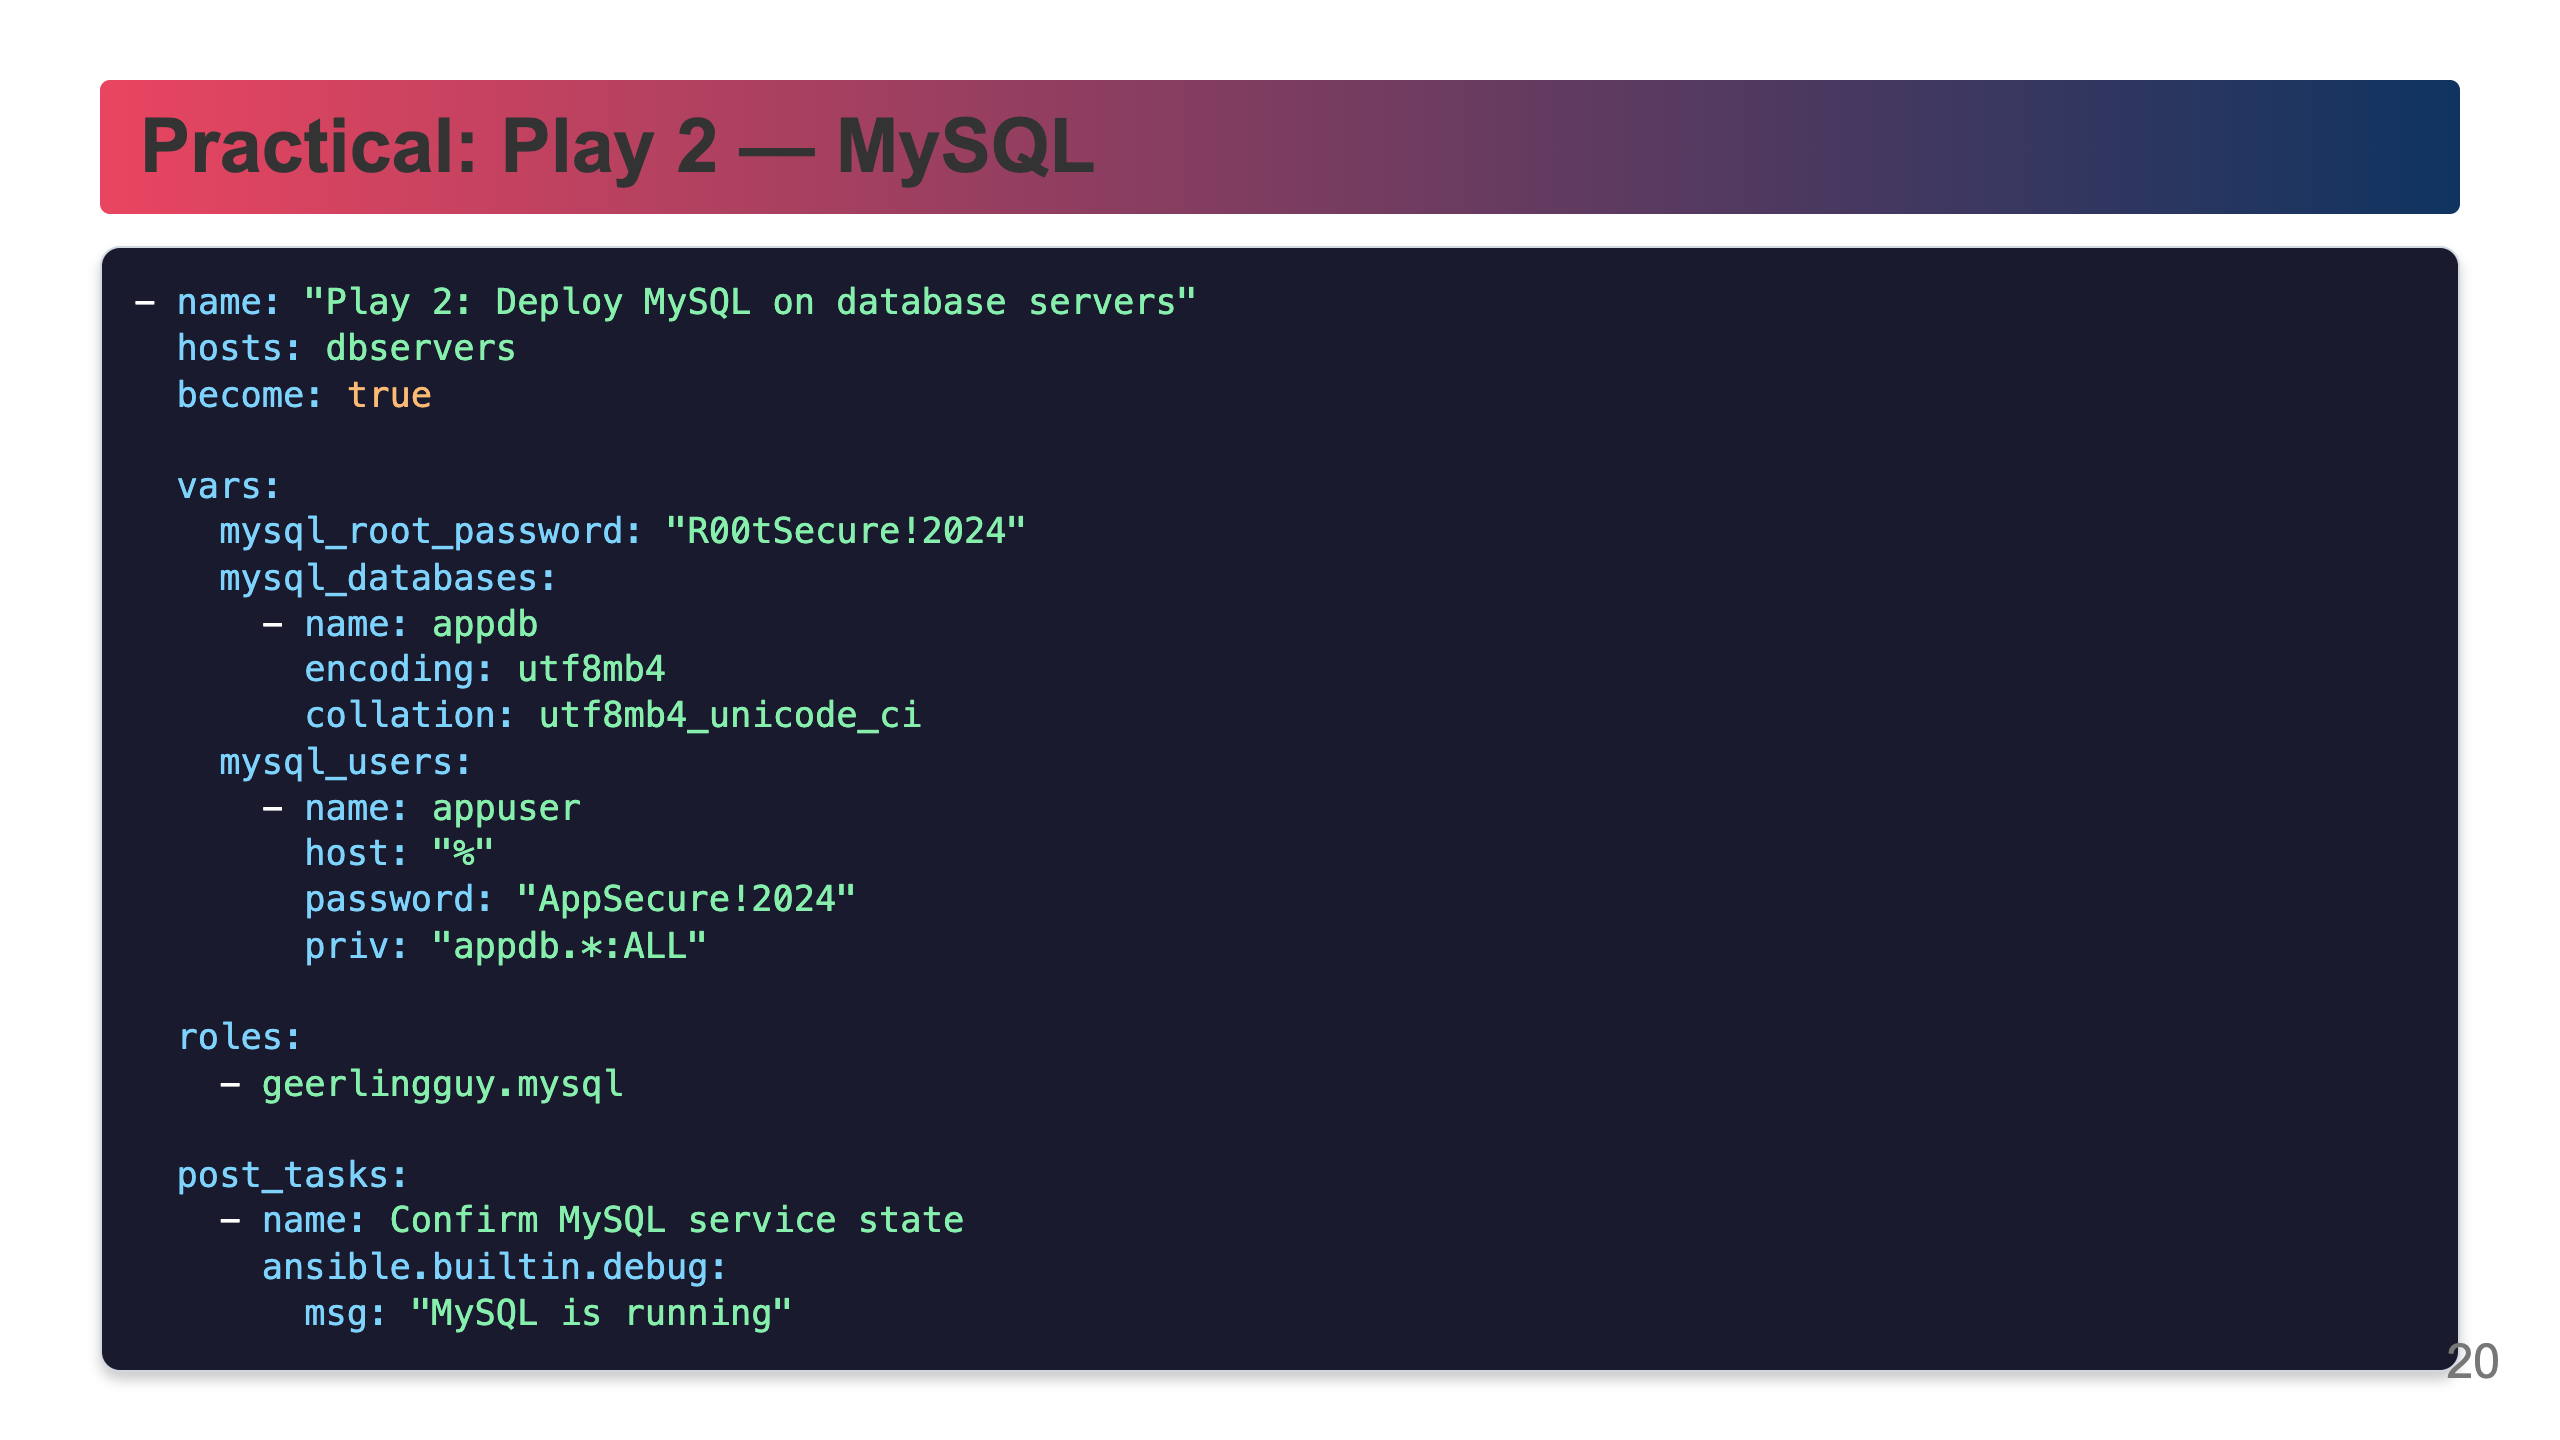 Practical: Play 2 — MySQL
- name: "Play 2: Deploy MySQL on database servers"
  hosts: dbservers
  become: true

  vars:
    mysql_root_password: "R00tSecure!2024"
    mysql_databases:
      - name: appdb
        encoding: utf8mb4
        collation: utf8mb4_unicode_ci
    mysql_users:
      - name: appuser
        host: "%"
        password: "AppSecure!2024"
        priv: "appdb.*:ALL"

  roles:
    - geerlingguy.mysql

  post_tasks:
    - name: Confirm MySQL service state
      ansible.builtin.debug:
        msg: "MySQL is running"
20